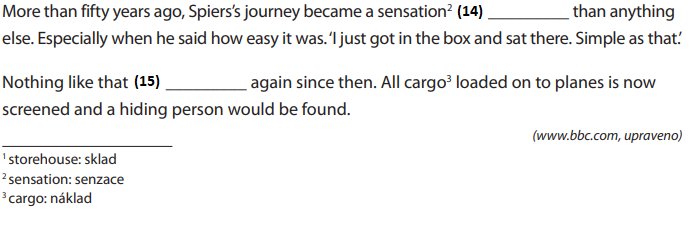 More than fifty years ago, Spiers’s journey became a sensation² (14) __________ than anything
else. Especially when he said how easy it was. ‘I just got in the box and sat there. Simple as that.’
Nothing like that (15) __________ again since then. All cargo³ loaded on to planes is now
screened and a hiding person would be found.
(www.bbc.com, upraveno)
¹ storehouse: sklad
² sensation: senzace
³ cargo: náklad